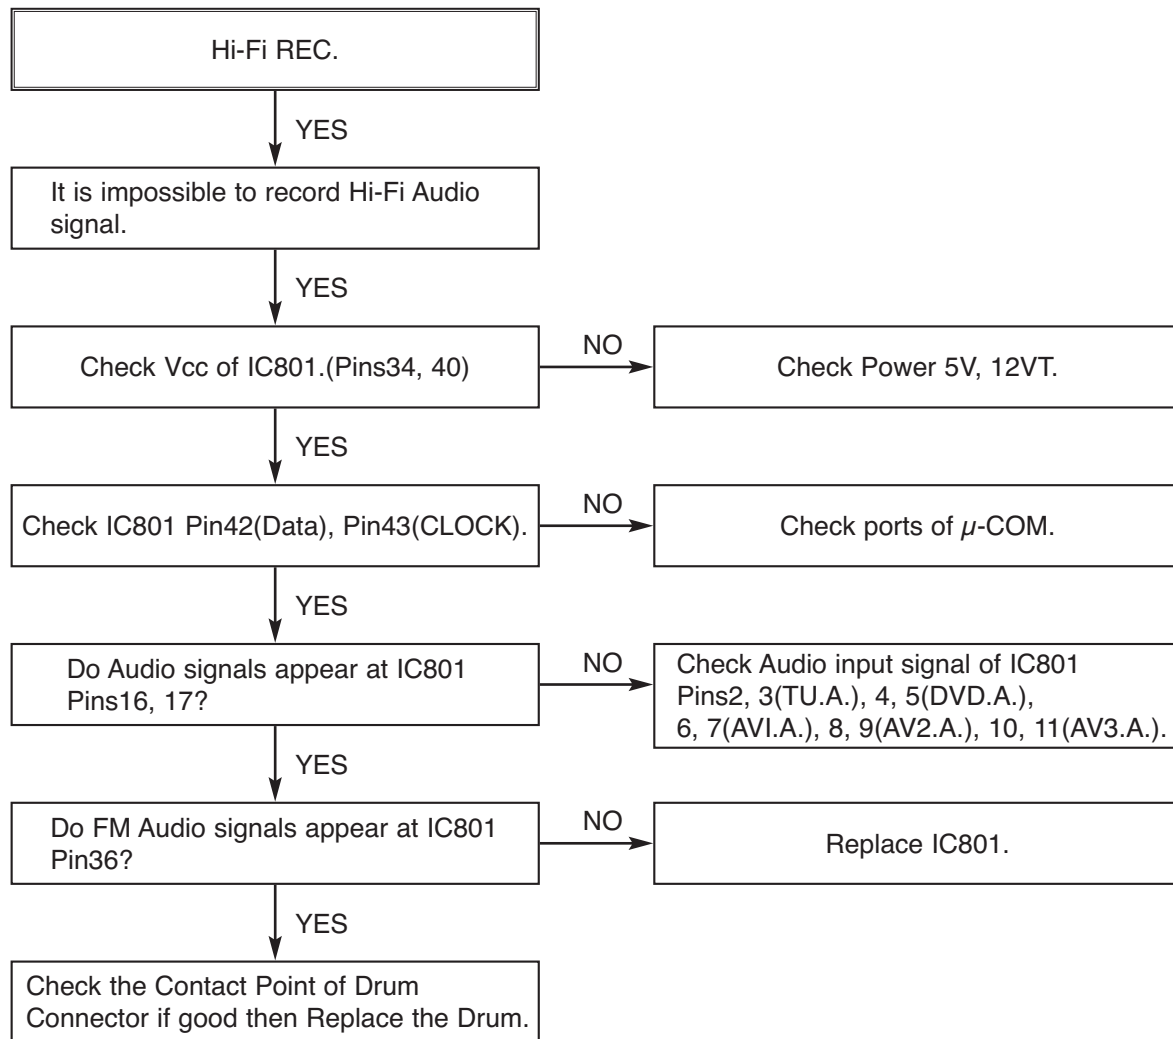 Hi-Fi REC.
YES
It is impossible to record Hi-Fi Audio
signal.
YES
Check Vcc of IC801.(Pins34, 40)
NO
Check Power 5V, 12VT.
YES
Check IC801 Pin42(Data), Pin43(CLOCK).
NO
Check ports of µ-COM.
YES
Do Audio signals appear at IC801
Pins16, 17?
NO
Check Audio input signal of IC801
Pins2, 3(TU.A.), 4, 5(DVD.A.),
6, 7(AVI.A.), 8, 9(AV2.A.), 10, 11(AV3.A.).
YES
Do FM Audio signals appear at IC801
Pin36?
NO
Replace IC801.
YES
Check the Contact Point of Drum
Connector if good then Replace the Drum.